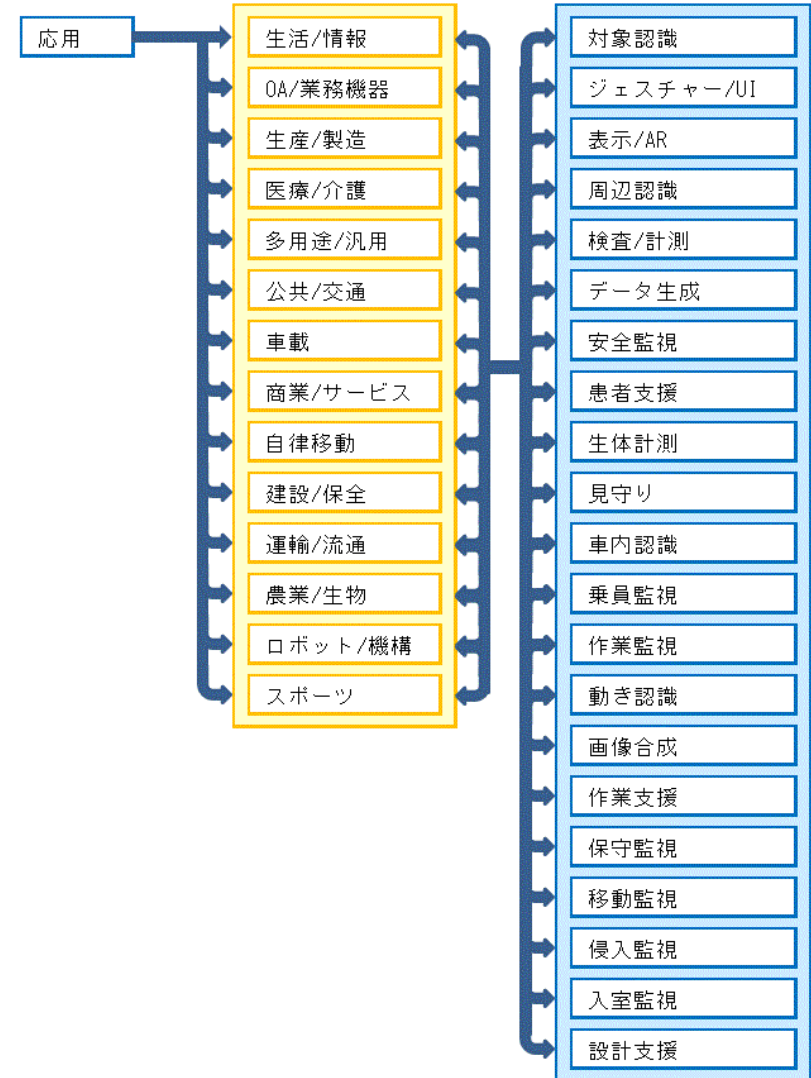 応用
生活/情報
OA/業務機器
生産/製造
医療/介護
多用途/汎用
公共/交通
車載
商業/サービス
自律移動
建設/保全
運輸/流通
農業/生物
ロボット/機構
スポーツ
対象認識
ジェスチャー/UI
表示/AR
周辺認識
検査/計測
データ生成
安全監視
患者支援
生体計測
見守り
車内認識
乗員監視
作業監視
動き認識
画像合成
作業支援
保守監視
移動監視
侵入監視
入室監視
設計支援